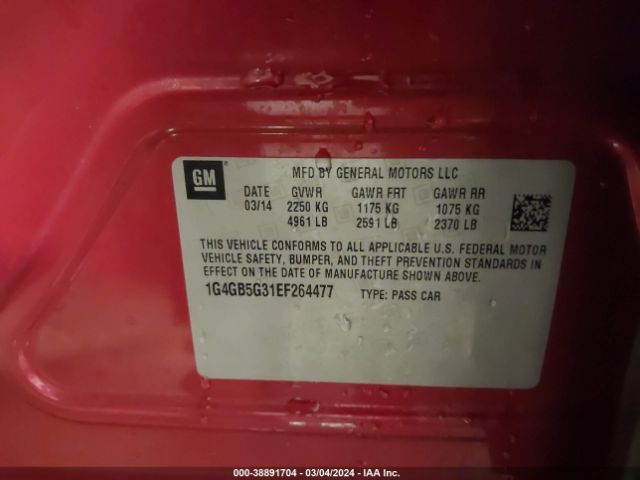 GM
MFD BY GENERAL MOTORS LLC
DATE GVWR GAWR FRT GAWR RR
03/14 2250 KG 1175 KG 1075 KG
4961 LB 2591 LB 2370 LB
THIS VEHICLE CONFORMS TO ALL APPLICABLE U.S. FEDERAL MOTOR
VEHICLE SAFETY, BUMPER, AND THEFT PREVENTION STANDARDS IN
EFFECT ON THE DATE OF MANUFACTURE SHOWN ABOVE.
1G4GB5G31EF264477 TYPE: PASS CAR
000-38891704 — 03/04/2024 — IAA Inc.